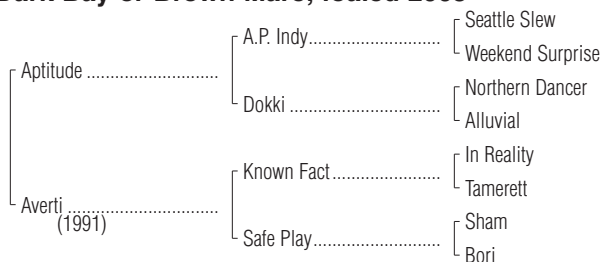 Dark Bay or Brown Mare; foaled 2005
Seattle Slew
A.P. Indy
Weekend Surprise
Aptitude
Northern Dancer
Dokki
Alluvial
In Reality
Known Fact
Tamerett
Averti
(1991)
Sham
Safe Play
Bori